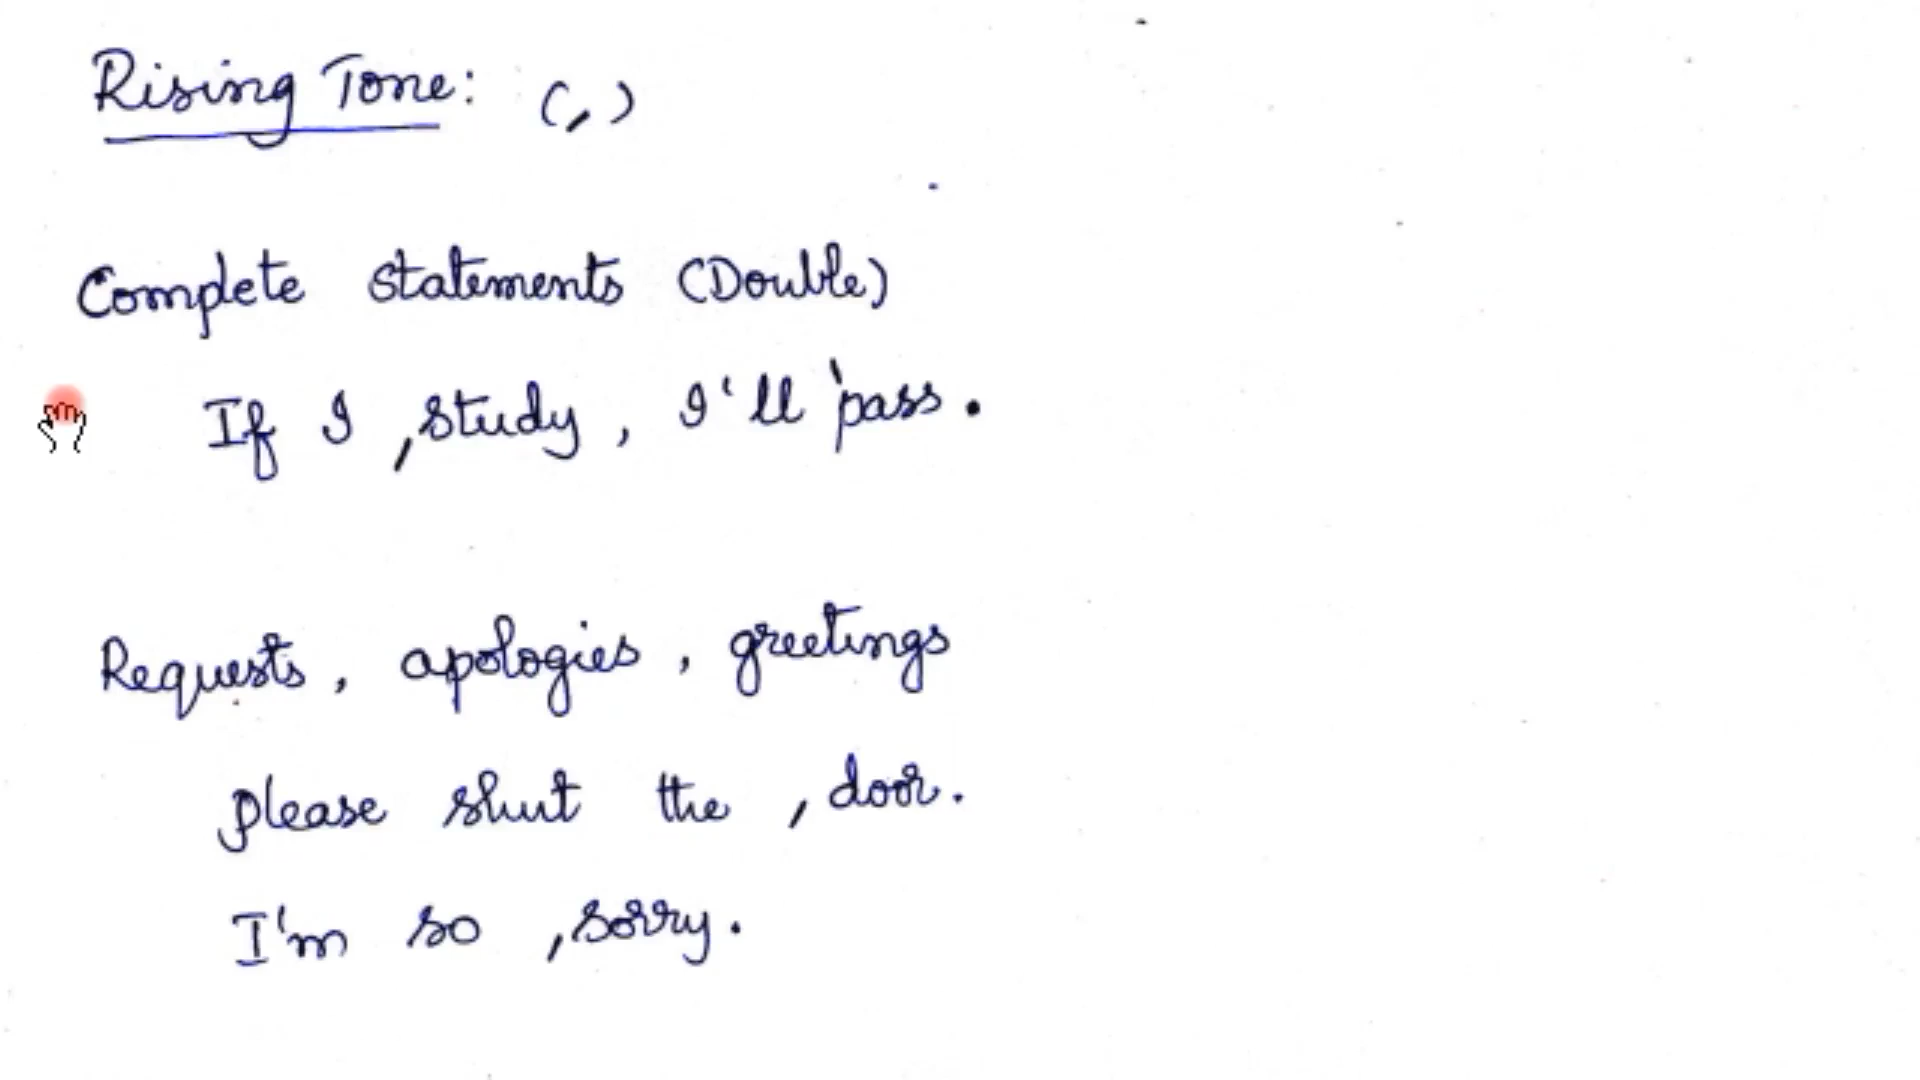 Rising Tone: (ˏ)
Complete statements (Double)
If I ˏstudy, I'll ˋpass.
Requests, apologies, greetings
please shut the ˏdoor.
I'm so ˏsorry.